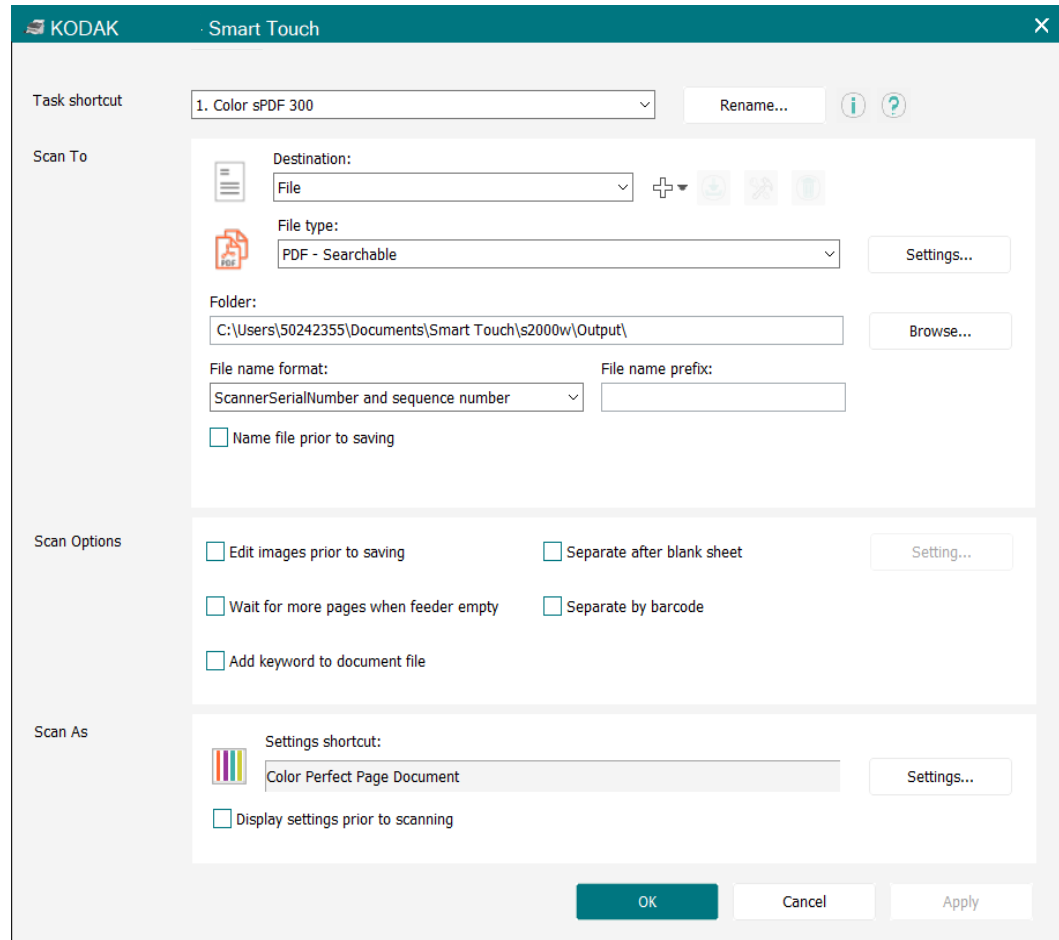 KODAK · Smart Touch
Task shortcut
1. Color sPDF 300
Rename...
i ?
Scan To
Destination:
File
File type:
PDF
PDF - Searchable
Settings...
Folder:
C:\Users\50242355\Documents\Smart Touch\s2000w\Output\
Browse...
File name format:
File name prefix:
ScannerSerialNumber and sequence number
Name file prior to saving
Scan Options
Edit images prior to saving
Separate after blank sheet
Setting...
Wait for more pages when feeder empty
Separate by barcode
Add keyword to document file
Scan As
Settings shortcut:
Color Perfect Page Document
Settings...
Display settings prior to scanning
OK
Cancel
Apply